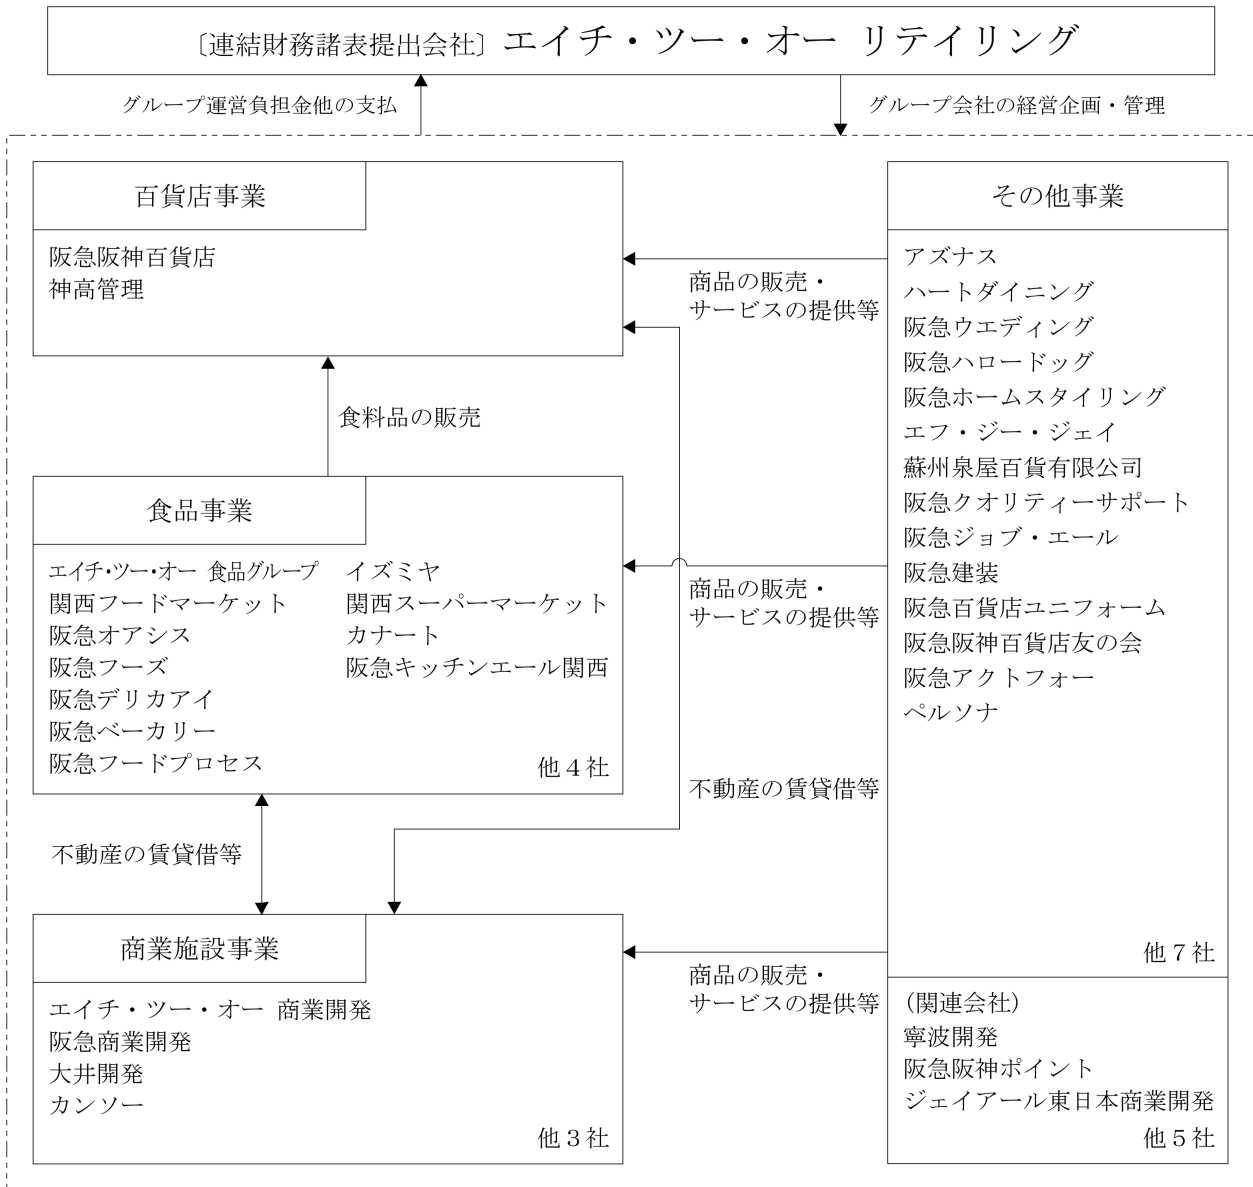 〔連結財務諸表提出会社〕エイチ・ツー・オー リテイリング
グループ運営負担金他の支払
グループ会社の経営企画・管理
百貨店事業
阪急阪神百貨店
神高管理
食料品の販売
食品事業
エイチ・ツー・オー 食品グループ
関西フードマーケット
阪急オアシス
阪急フーズ
阪急デリカアイ
阪急ベーカリー
阪急フードプロセス
イズミヤ
関西スーパーマーケット
カナート
阪急キッチンエール関西
他４社
不動産の賃貸借等
商業施設事業
エイチ・ツー・オー 商業開発
阪急商業開発
大井開発
カンソー
他３社
商品の販売・
サービスの提供等
商品の販売・
サービスの提供等
不動産の賃貸借等
商品の販売・
サービスの提供等
その他事業
アズナス
ハートダイニング
阪急ウエディング
阪急ハロードッグ
阪急ホームスタイリング
エフ・ジー・ジェイ
蘇州泉屋百貨有限公司
阪急クオリティーサポート
阪急ジョブ・エール
阪急建装
阪急百貨店ユニフォーム
阪急阪神百貨店友の会
阪急アクトフォー
ペルソナ
他７社
(関連会社)
寧波開発
阪急阪神ポイント
ジェイアール東日本商業開発
他５社